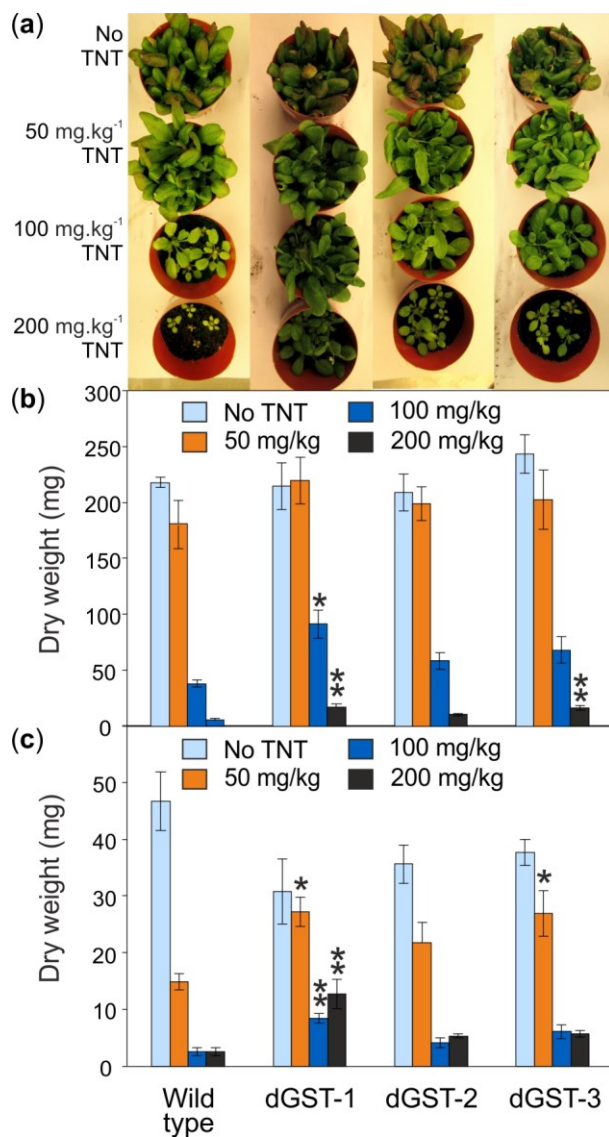 (a)
No
TNT
50 mg.kg⁻¹
TNT
100 mg.kg⁻¹
TNT
200 mg.kg⁻¹
TNT
(b)
300
250
200
150
100
50
0
Dry weight (mg)
No TNT 100 mg/kg
50 mg/kg 200 mg/kg
*
**
**
(c)
50
40
30
20
10
0
Dry weight (mg)
No TNT 100 mg/kg
50 mg/kg 200 mg/kg
*
**
**
*
Wild
type
dGST-1 dGST-2 dGST-3